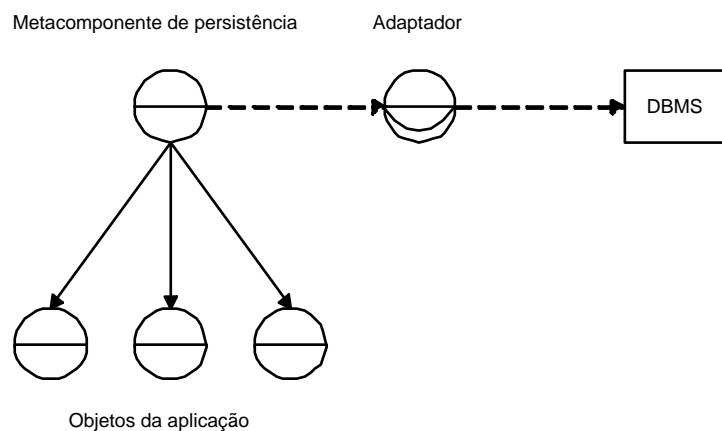 Metacomponente de persistência
Adaptador
DBMS
Objetos da aplicação